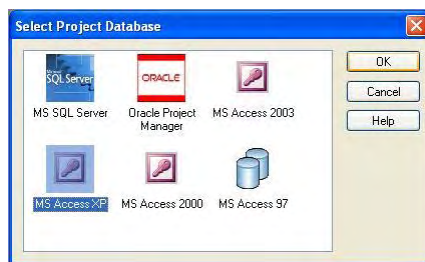 Select Project Database
SQL Server
ORACLE
MS SQL Server
Oracle Project
Manager
MS Access 2003
MS Access XP
MS Access 2000
MS Access 97
OK
Cancel
Help